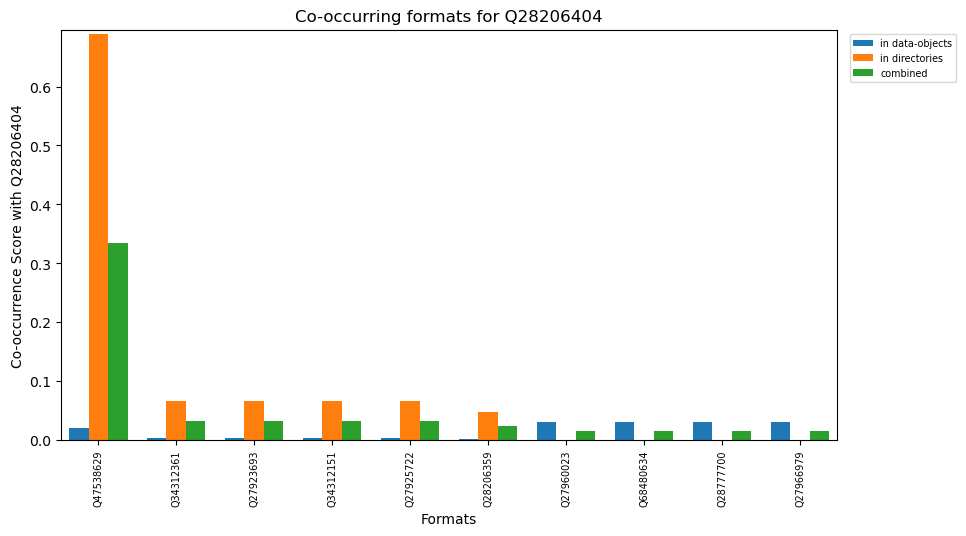 Co-occurring formats for Q28206404
in data-objects
in directories
combined
Co-occurrence Score with Q28206404
0.6
0.5
0.4
0.3
0.2
0.1
0.0
Q47538629
Q34312361
Q27923693
Q34312151
Q27925722
Q28206359
Q27960023
Q68480634
Q28777700
Q27966979
Formats